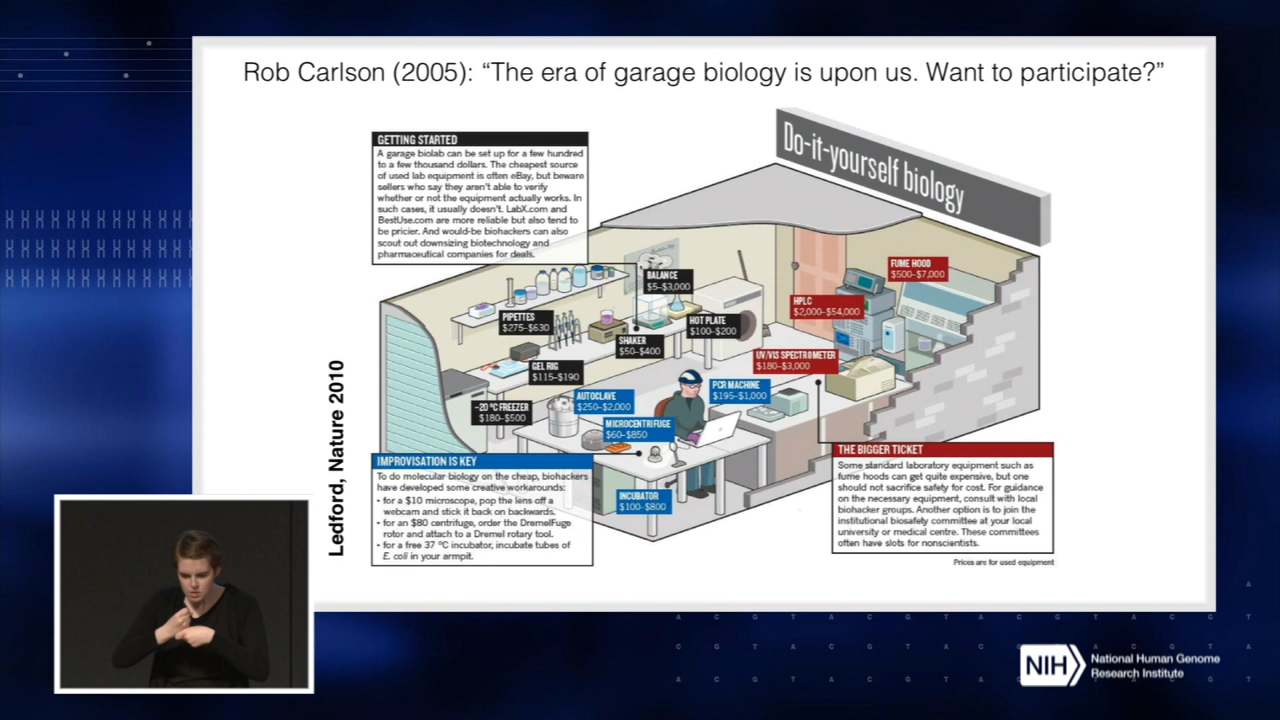 Rob Carlson (2005): “The era of garage biology is upon us. Want to participate?”
Do-it-yourself biology
GETTING STARTED
A garage biolab can be set up for a few hundred
to a few thousand dollars. The cheapest source
of used lab equipment is often eBay, but beware
sellers who say they aren't able to verify
whether or not the equipment actually works. In
such cases, it usually doesn't. LabX.com and
BestUse.com are more reliable but also tend to
be pricier. And would-be biohackers can also
scout out downsizing biotechnology and
pharmaceutical companies for deals.
FUME HOOD
$500–$7,000
BALANCE
$5–$3,000
HPLC
$2,000–$54,000
PIPETTES
$275–$630
HOT PLATE
$100–$200
SHAKER
$50–$400
UV/VIS SPECTROMETER
$180–$3,000
GEL RIG
$115–$190
PCR MACHINE
$195–$1,000
AUTOCLAVE
$250–$2,000
–20 °C FREEZER
$180–$500
MICROCENTRIFUGE
$60–$850
INCUBATOR
$100–$800
Ledford, Nature 2010
IMPROVISATION IS KEY
To do molecular biology on the cheap, biohackers
have developed some creative workarounds:
• for a $10 microscope, pop the lens off a
webcam and stick it back on backwards.
• for an $80 centrifuge, order the DremelFuge
rotor and attach to a Dremel rotary tool.
• for a free 37 °C incubator, incubate tubes of
E. coli in your armpit.
THE BIGGER TICKET
Some standard laboratory equipment such as
fume hoods can get quite expensive, but one
should not sacrifice safety for cost. For guidance
on the necessary equipment, consult with local
biohacker groups. Another option is to join the
institutional biosafety committee at your local
university or medical centre. These committees
often have slots for nonscientists.
Prices are for used equipment
A C G T A C G T A C G T A C G T
NIH
National Human Genome
Research Institute